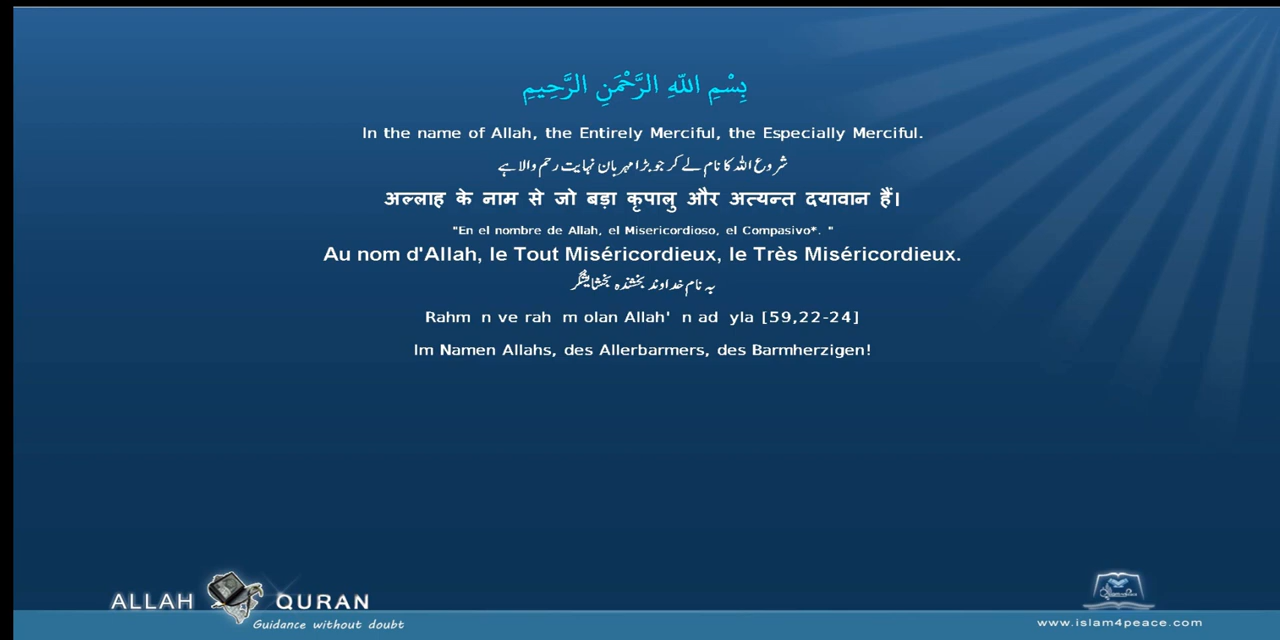 بِسْمِ اللَّهِ الرَّحْمَنِ الرَّحِيمِ
In the name of Allah, the Entirely Merciful, the Especially Merciful.
شروع اللہ کا نام لے کر جو بڑا مہربان نہایت رحم والا ہے
अल्लाह के नाम से जो बड़ा कृपालु और अत्यन्त दयावान हैं।
"En el nombre de Allah, el Misericordioso, el Compasivo*. "
Au nom d'Allah, le Tout Miséricordieux, le Très Miséricordieux.
به نام خداوند بخشنده بخشایشگر
Rahm n ve rah m olan Allah' n ad yla [59,22-24]
Im Namen Allahs, des Allerbarmers, des Barmherzigen!
ALLAH QURAN
Guidance without doubt
www.islam4peace.com